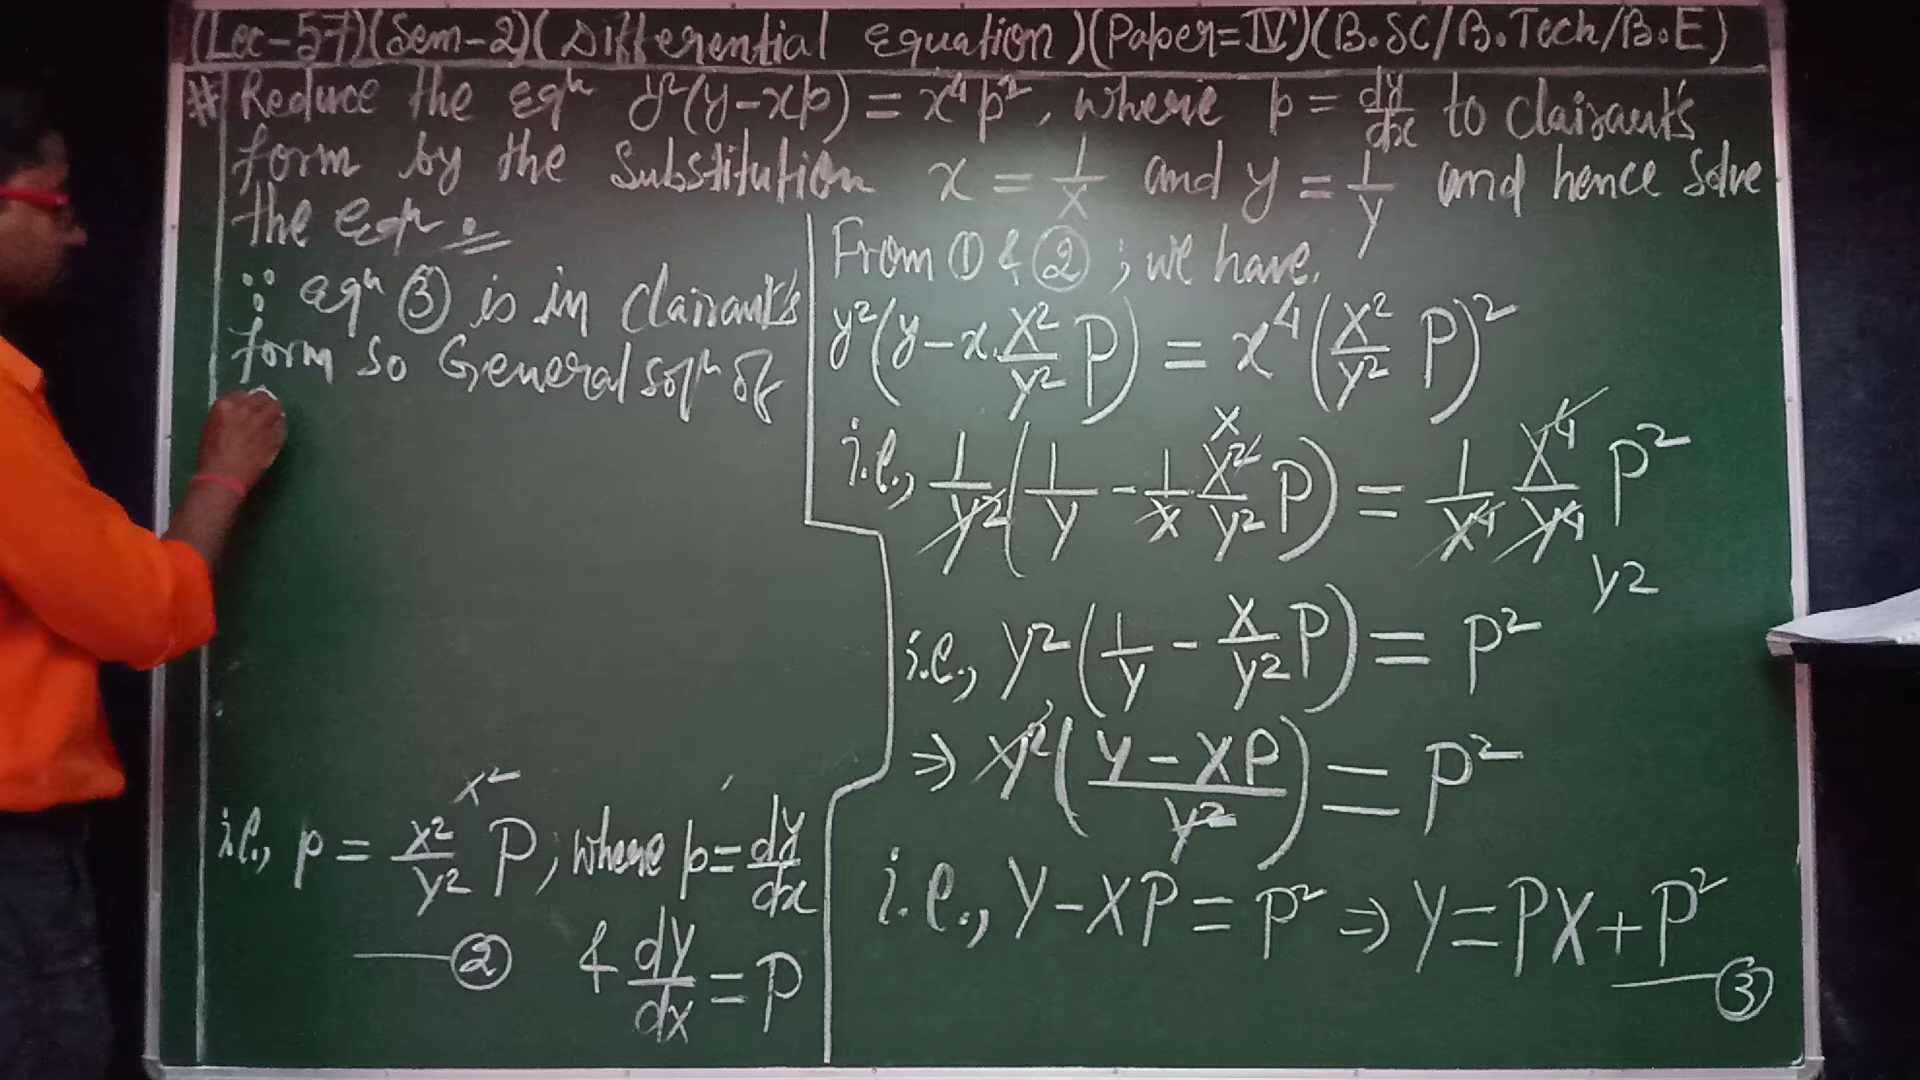 (Lec-57)(Sem-2)(Differential equation)(Paper=IV)(B.SC/B.Tech/B.E)
# Reduce the eqⁿ y²(y-xp) = x⁴p², where p = dy/dx to clairaut's
form by the substitution x = 1/X and y = 1/Y and hence solve
the eqⁿ.
∵ eqⁿ ③ is in clairaut's
form so General solⁿ of
i.e., p = X²/Y² P, where p = dy/dx
② & dY/dX = P
From ① & ②; we have.
y²(y-x.X²/Y² P) = x⁴(X²/Y² P)²
i.e., 1/Y²(1/Y - 1/X X²/Y² P) = 1/X⁴ X⁴/Y⁴ P²
Y²
i.e., Y²(1/Y - X/Y² P) = P²
⇒ Y²((Y-XP)/Y²) = P²
i.e., Y-XP = P² ⇒ Y = PX+P²
③